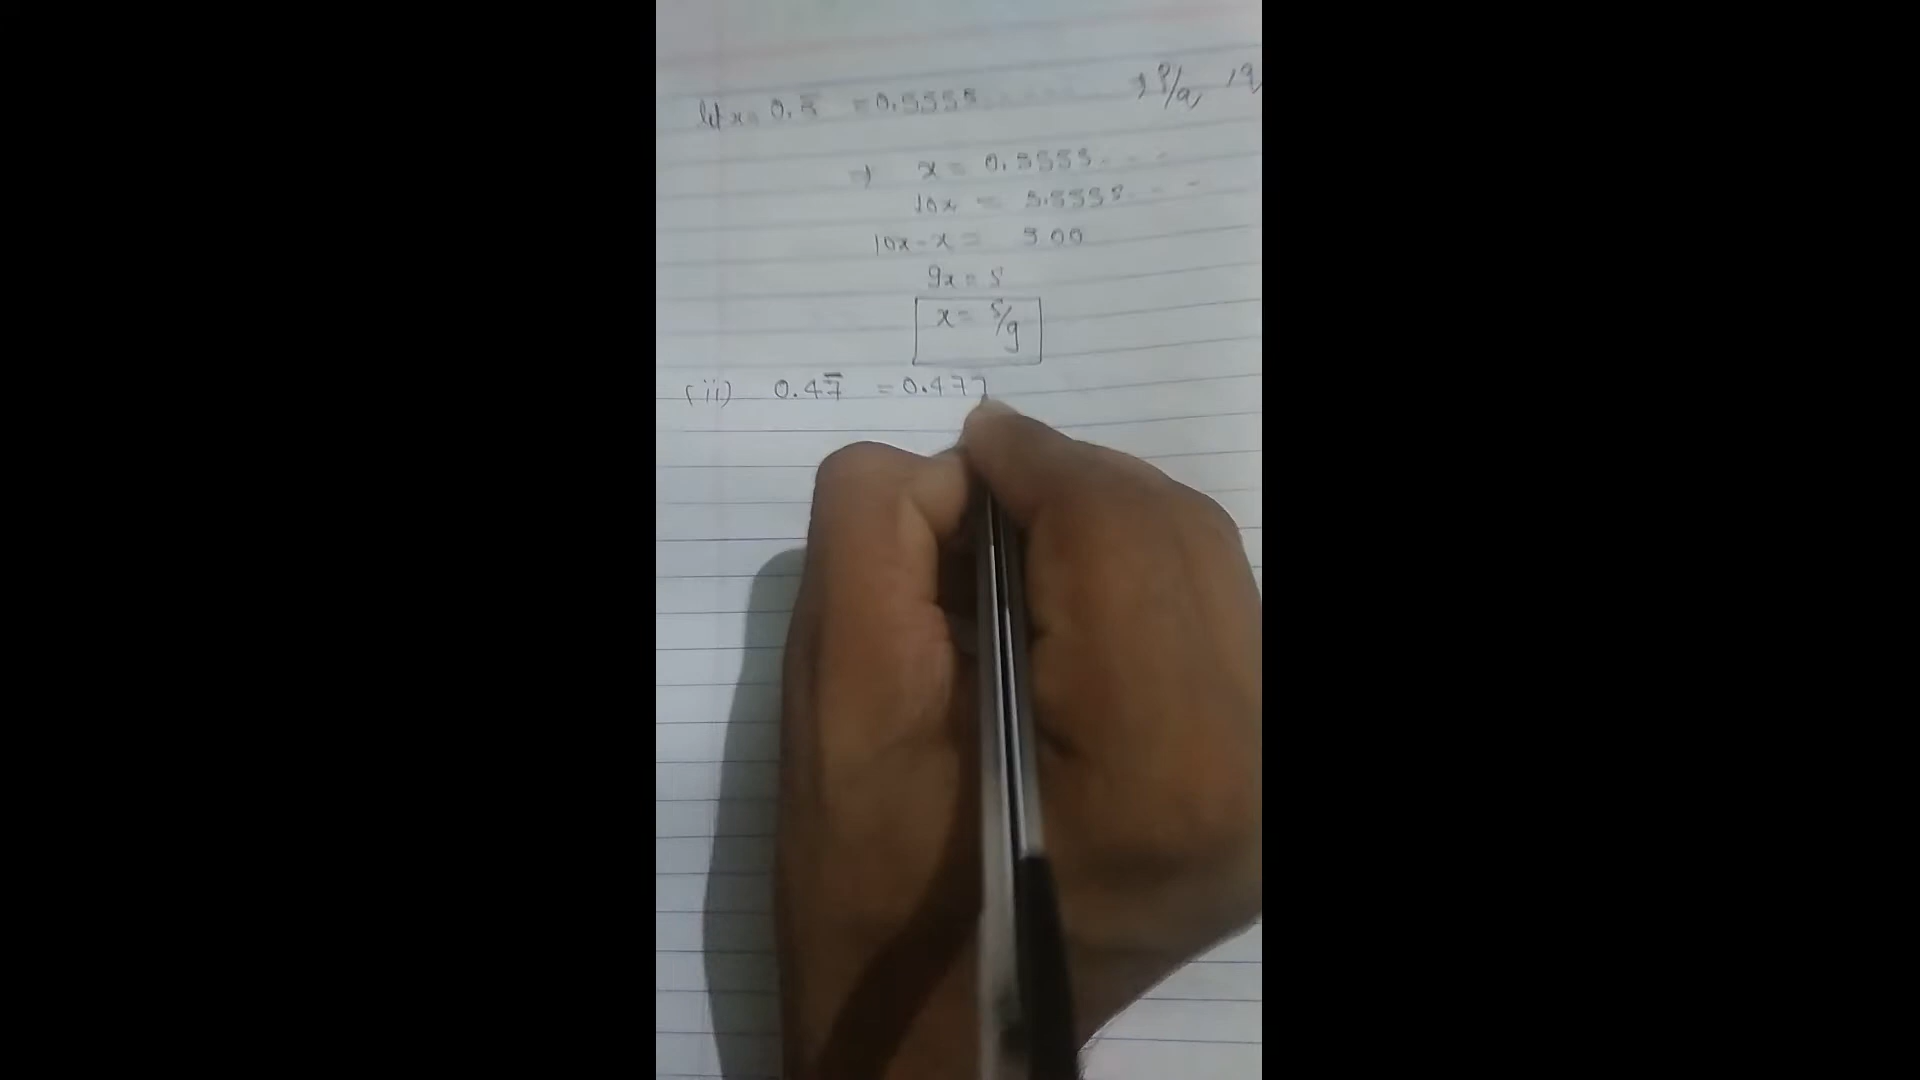 let x = 0.5̅ = 0.5555 ..... , P/q, , q
⇒ x = 0.5555....
10x = 5.5555....
10x - x = 5.00
9x = 5
x = 5/9
(ii) 0.47̅ = 0.477